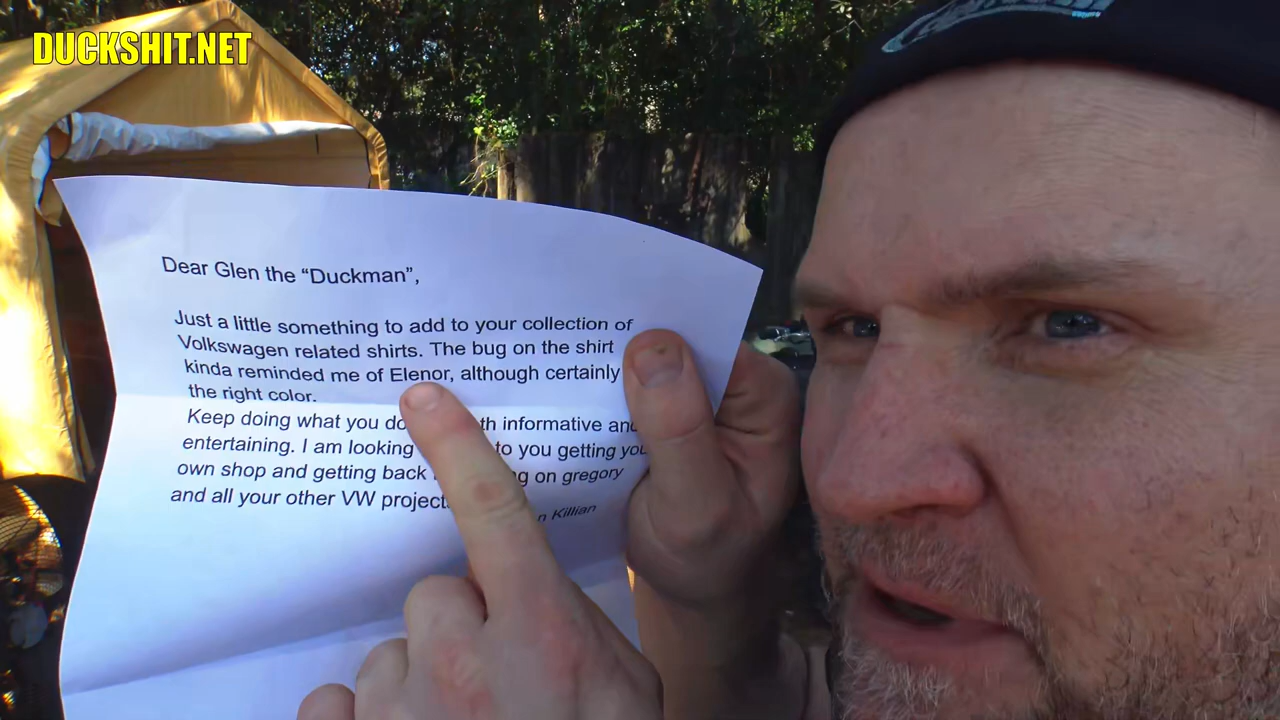 DUCKSHIT.NET
Dear Glen the “Duckman”,
Just a little something to add to your collection of
Volkswagen related shirts. The bug on the shirt
kinda reminded me of Elenor, although certainly
the right color.
Keep doing what you do th informative and
entertaining. I am looking to you getting you
own shop and getting back g on gregory
and all your other VW project
n Killian